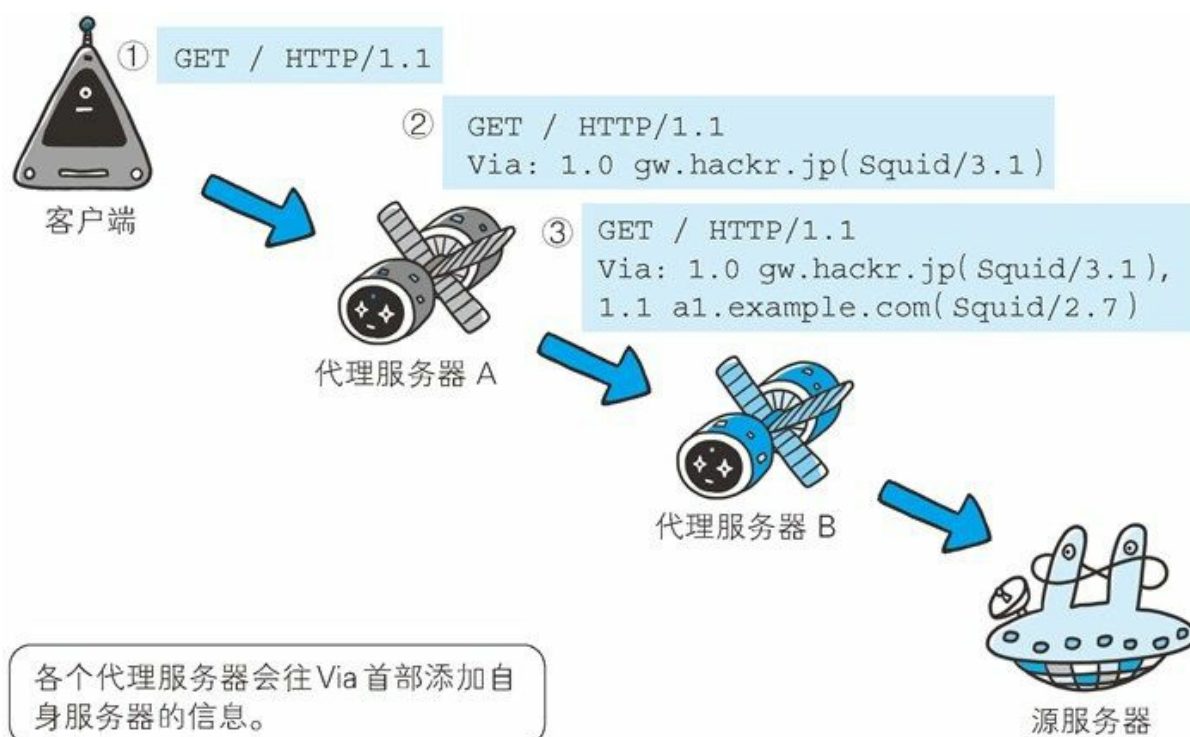 ① GET / HTTP/1.1
② GET / HTTP/1.1
Via: 1.0 gw.hackr.jp(Squid/3.1)
客户端
③ GET / HTTP/1.1
Via: 1.0 gw.hackr.jp(Squid/3.1),
1.1 a1.example.com(Squid/2.7)
代理服务器 A
代理服务器 B
各个代理服务器会往Via首部添加自
身服务器的信息。
源服务器